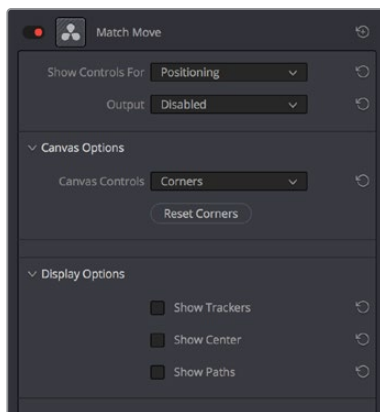 Match Move
Show Controls For Positioning
Output Disabled
Canvas Options
Canvas Controls Corners
Reset Corners
Display Options
Show Trackers
Show Center
Show Paths